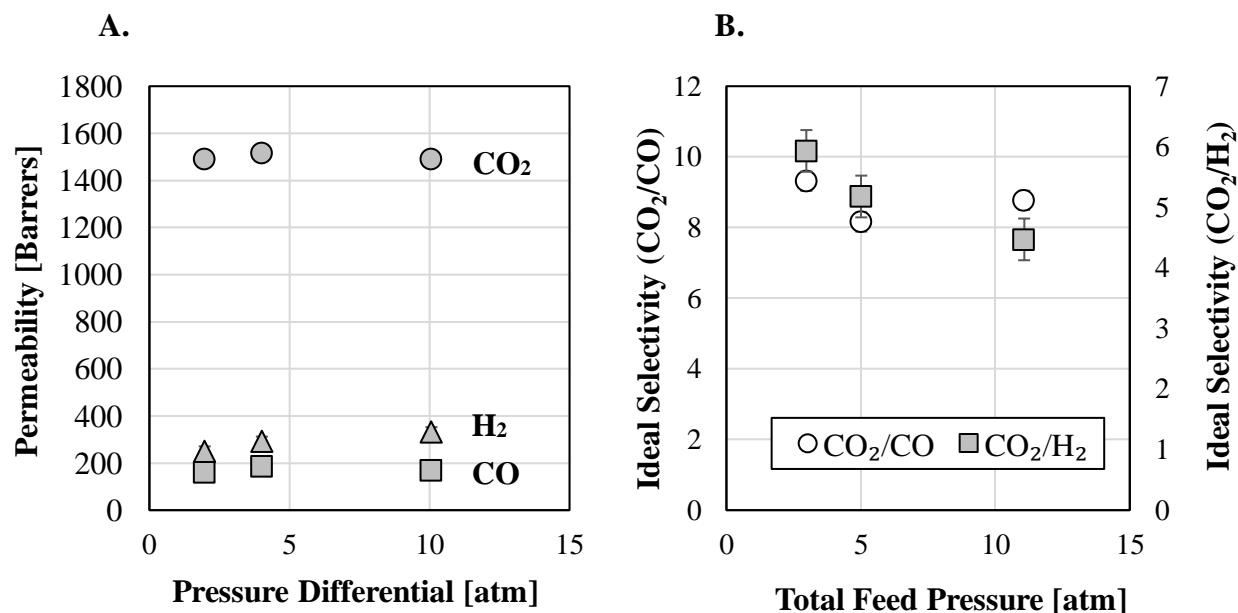 A.
Permeability [Barrers]
1800
1600
1400
1200
1000
800
600
400
200
0
CO₂
H₂
CO
0 5 10 15
Pressure Differential [atm]
B.
Ideal Selectivity (CO₂/CO)
12
10
8
6
4
2
0
CO₂/CO CO₂/H₂
7
6
5
4
3
2
1
0
Ideal Selectivity (CO₂/H₂)
0 5 10 15
Total Feed Pressure [atm]